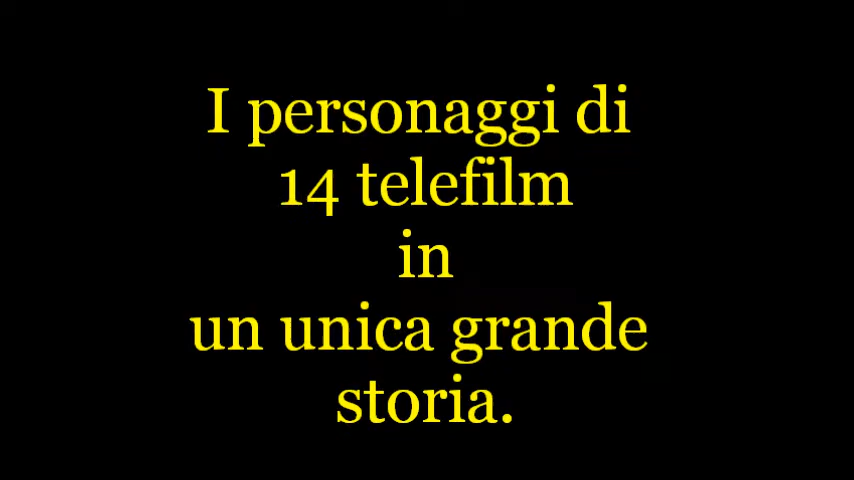 I personaggi di
14 telefilm
in
un unica grande
storia.